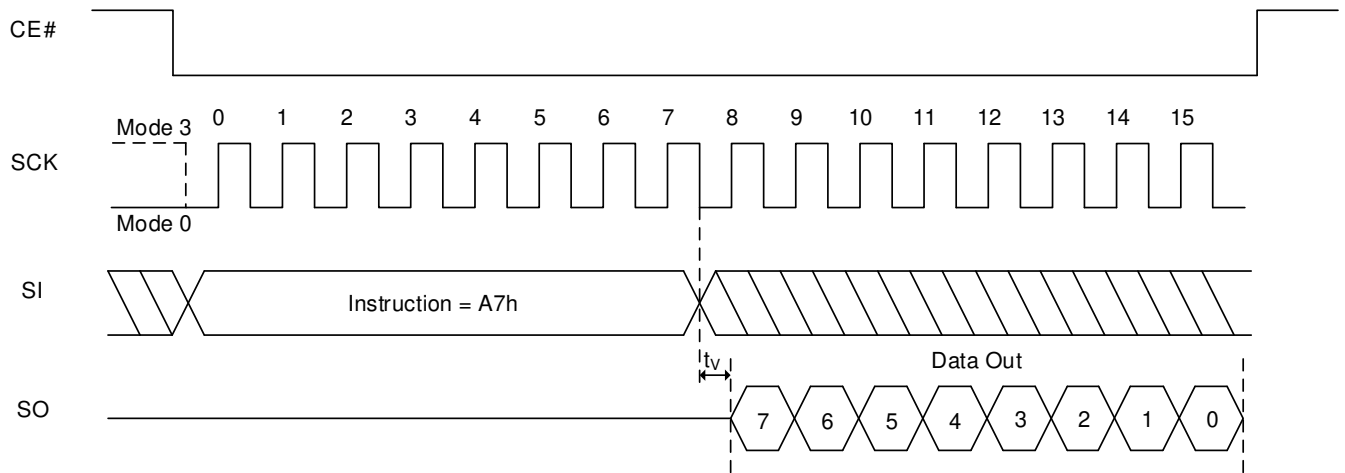 CE#
Mode 3 0 1 2 3 4 5 6 7 8 9 10 11 12 13 14 15
SCK
Mode 0
SI Instruction = A7h
tV Data Out
SO 7 6 5 4 3 2 1 0